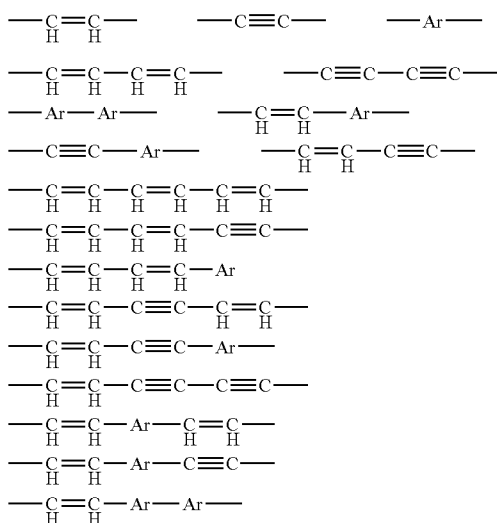 —C=C— —C≡C— —Ar—
H H
—C=C—C=C— —C≡C—C≡C—
H H H H
—Ar—Ar— —C=C—Ar—
H H
—C≡C—Ar— —C=C—C≡C—
H H
—C=C—C=C—C=C—
H H H H H H
—C=C—C=C—C≡C—
H H H H
—C=C—C=C—Ar
H H H H
—C=C—C≡C—C=C—
H H H H
—C=C—C≡C—Ar—
H H
—C=C—C≡C—C≡C—
H H
—C=C—Ar—C=C—
H H H H
—C=C—Ar—C≡C—
H H
—C=C—Ar—Ar—
H H